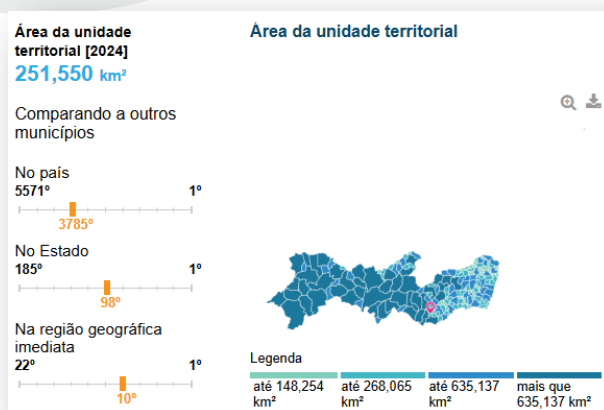 Área da unidade
territorial [2024]
251,550 km²
Comparando a outros
municípios
No país
5571º 1º
3785º
No Estado
185º 1º
98º
Na região geográfica
imediata
22º 1º
10º
Área da unidade territorial
Legenda
até 148,254 km²
até 268,065 km²
até 635,137 km²
mais que 635,137 km²